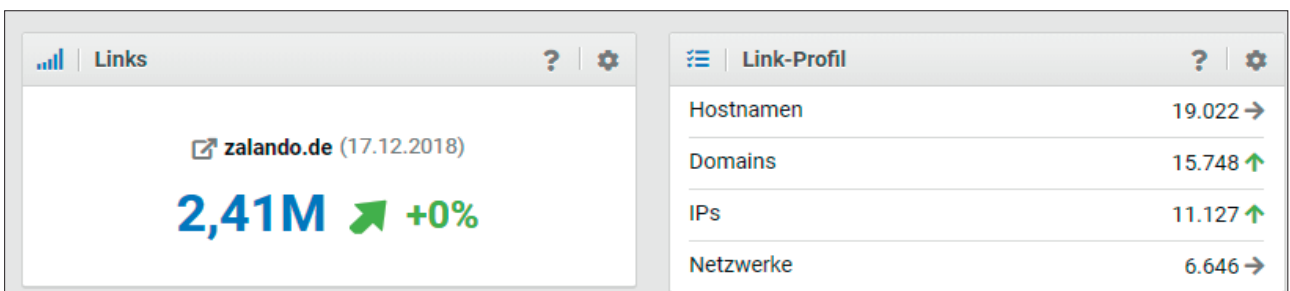 Links ?
zalando.de (17.12.2018)
2,41M +0%
Link-Profil ?
Hostnamen 19.022
Domains 15.748
IPs 11.127
Netzwerke 6.646